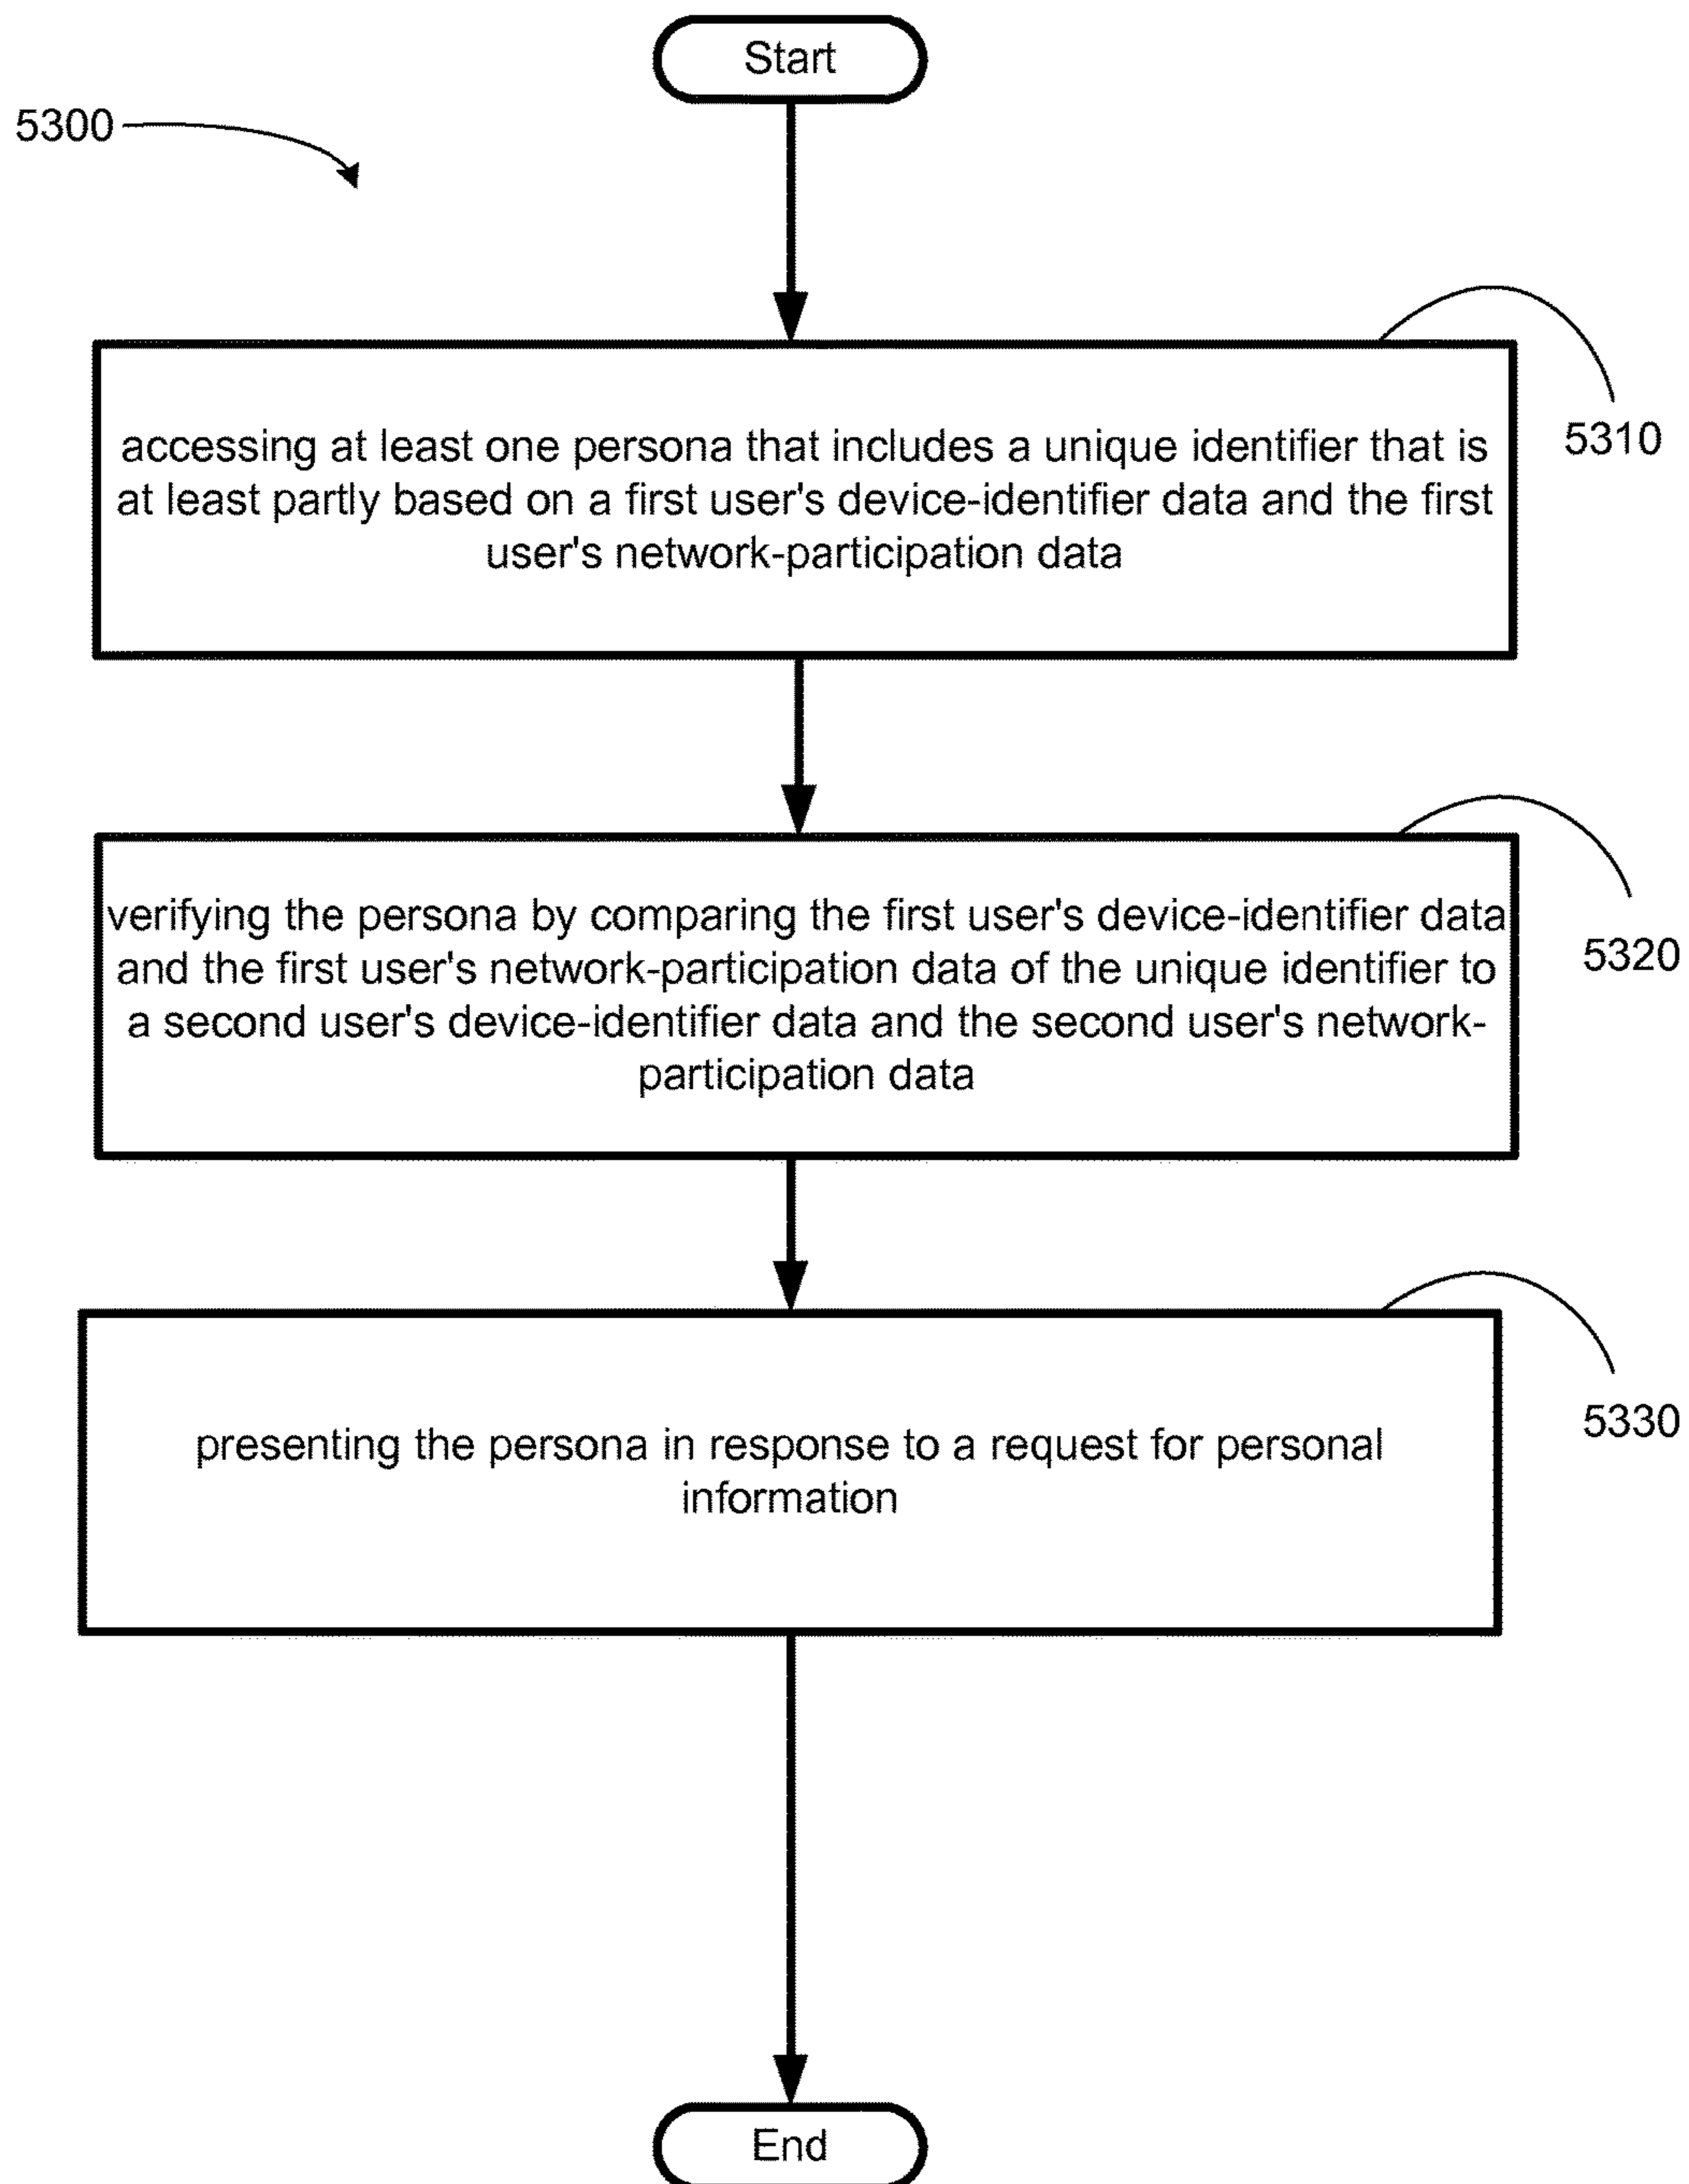 Start
5300
accessing at least one persona that includes a unique identifier that is
at least partly based on a first user's device-identifier data and the first
user's network-participation data
5310
verifying the persona by comparing the first user's device-identifier data
and the first user's network-participation data of the unique identifier to
a second user's device-identifier data and the second user's network-
participation data
5320
presenting the persona in response to a request for personal
information
5330
End